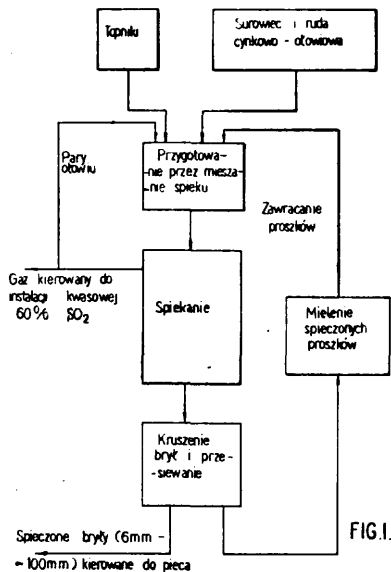 Topniki
Surowiec i ruda
cynkowo - ołowiowa
Pary
ołowiu
Przygotowa-
-nie przez miesza-
-nie spieku
Zawracanie
proszków
Gaz kierowany do
instalacji kwasowej
60% SO₂
Spiekanie
Mielenie
spieczonych
proszków
Kruszenie
brył i prze-
-siewanie
Spieczone bryły (6mm -
~ 100mm) kierowane do pieca
FIG.1.